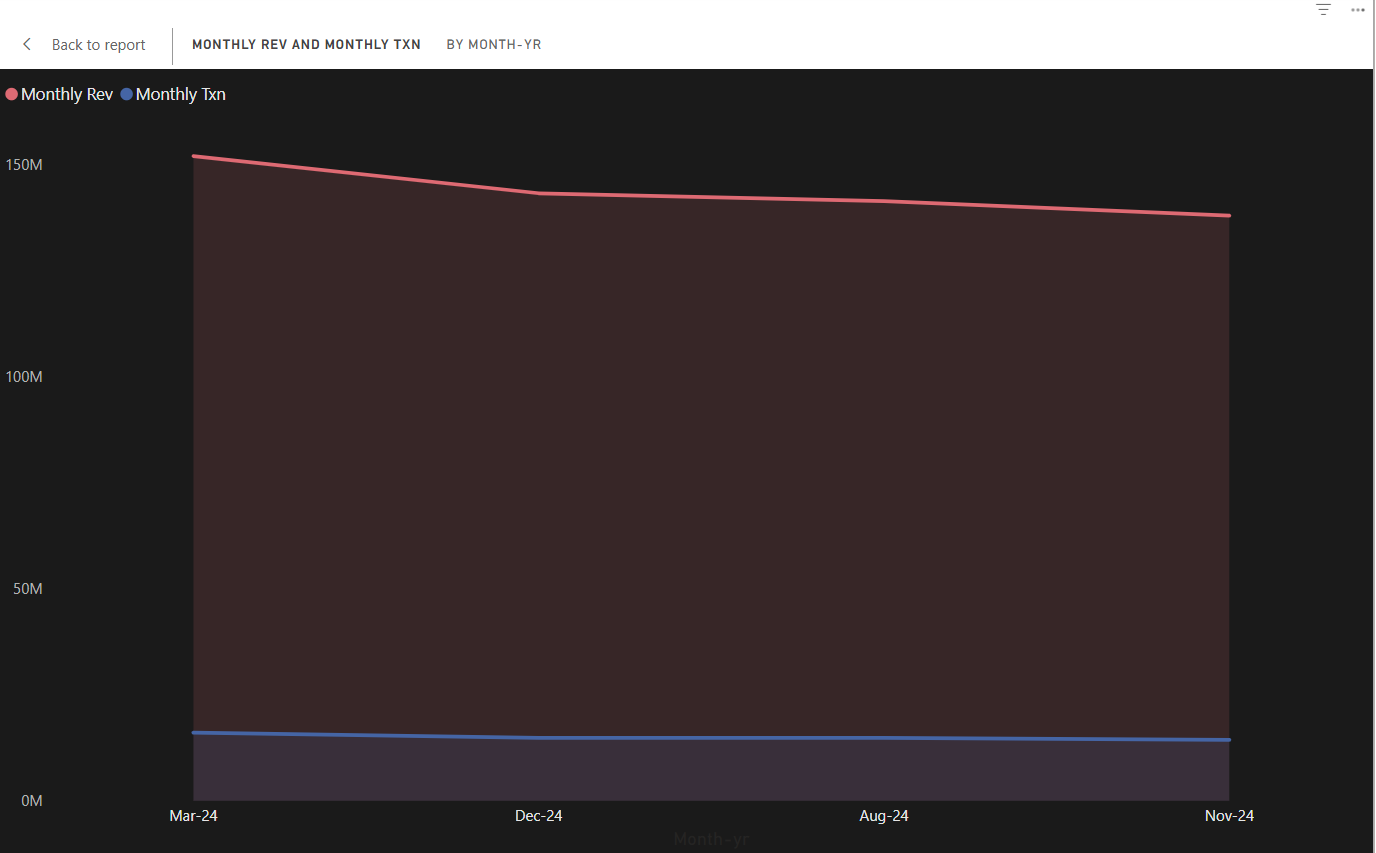 Back to report
MONTHLY REV AND MONTHLY TXN BY MONTH-YR
Monthly Rev Monthly Txn
150M
100M
50M
0M
Mar-24 Dec-24 Aug-24 Nov-24
Month-yr